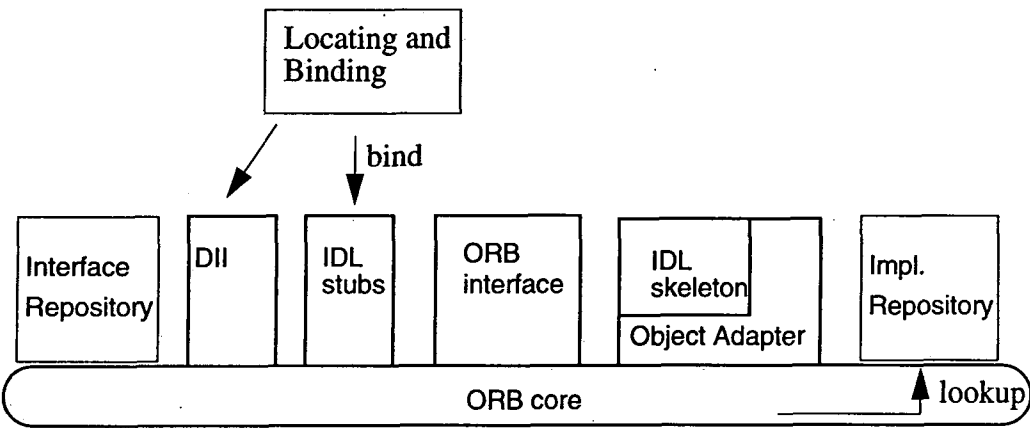 Locating and
Binding
bind
Interface
Repository
DII
IDL
stubs
ORB
interface
IDL
skeleton
Object Adapter
Impl.
Repository
ORB core
lookup